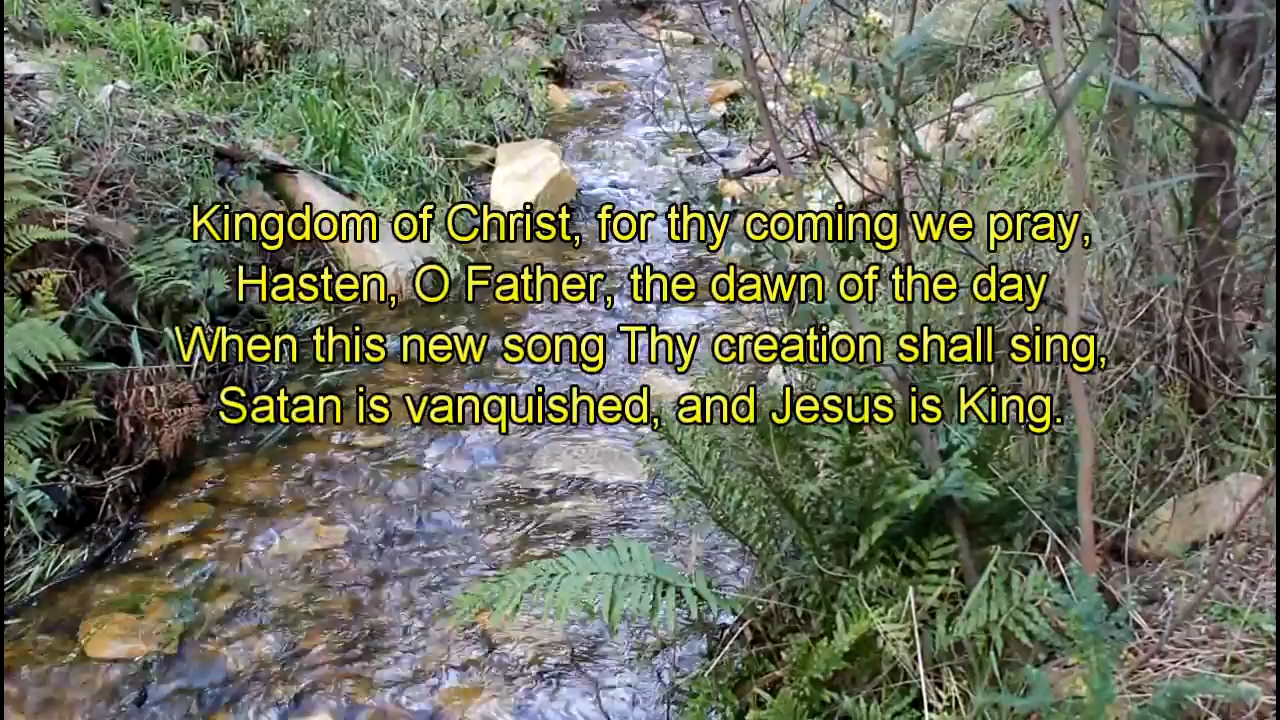 Kingdom of Christ, for thy coming we pray,
Hasten, O Father, the dawn of the day
When this new song Thy creation shall sing,
Satan is vanquished, and Jesus is King.